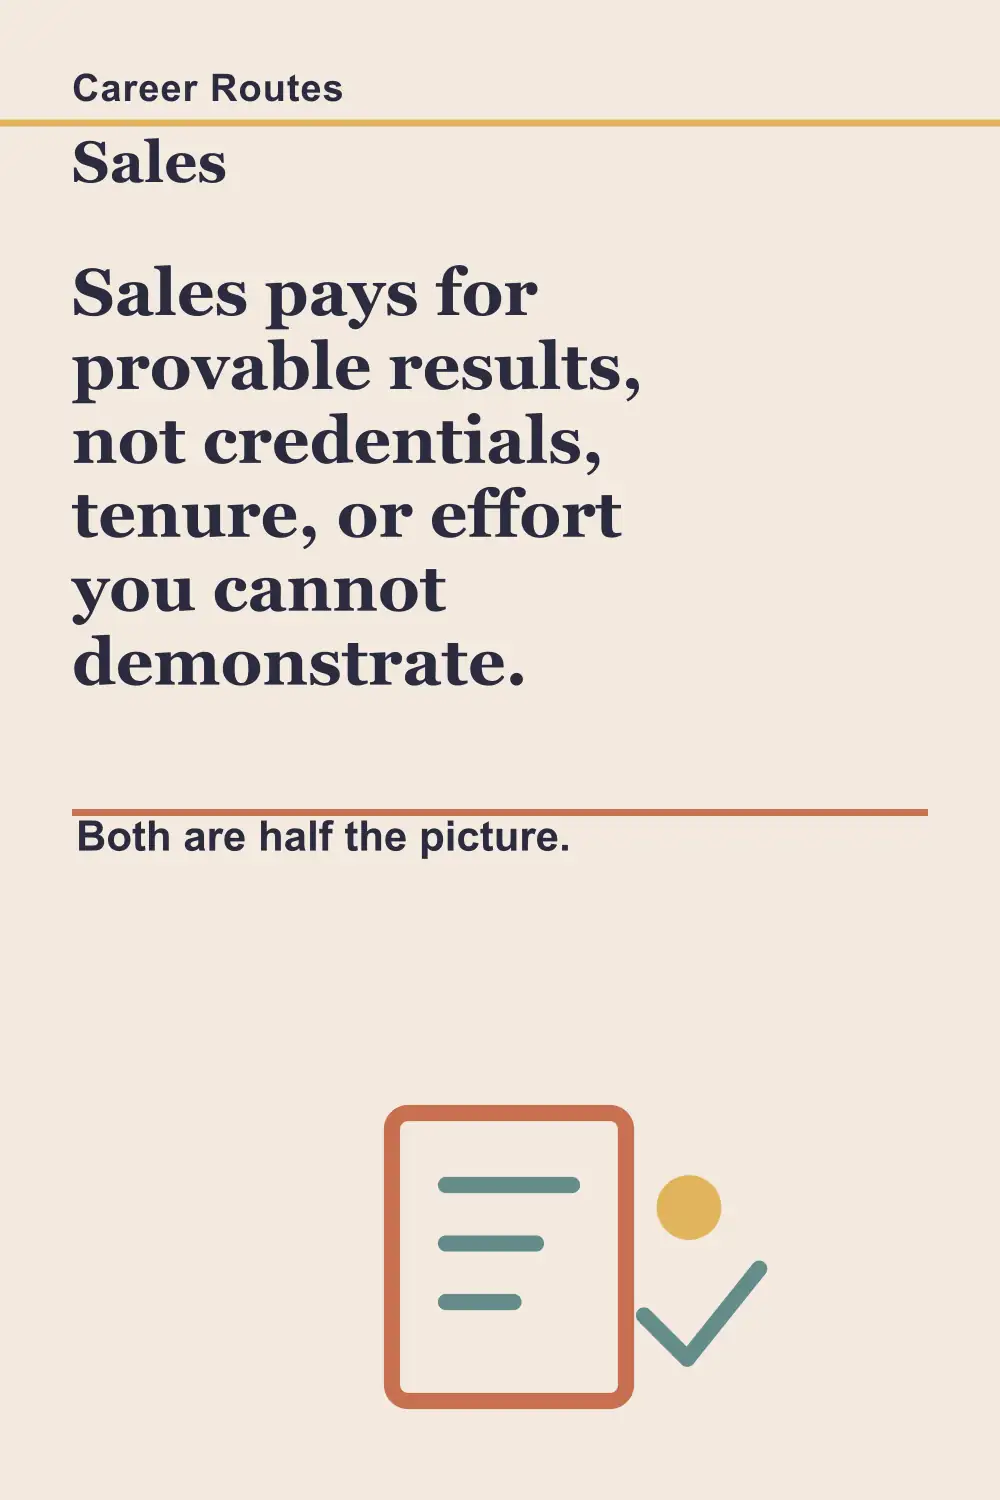 Career Routes
Sales
Sales pays for
provable results,
not credentials,
tenure, or effort
you cannot
demonstrate.
Both are half the picture.